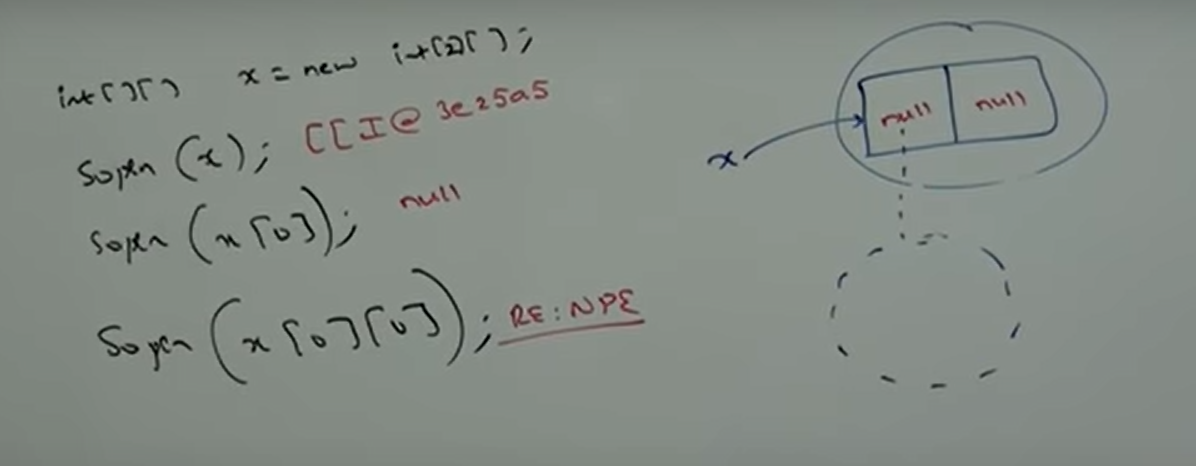 int[][] x = new int[2][];
Sopln (x); [[I@3e25a5
Sopln (x[0]); null
Sopln (x[0][0]); RE:NPE
x
null null